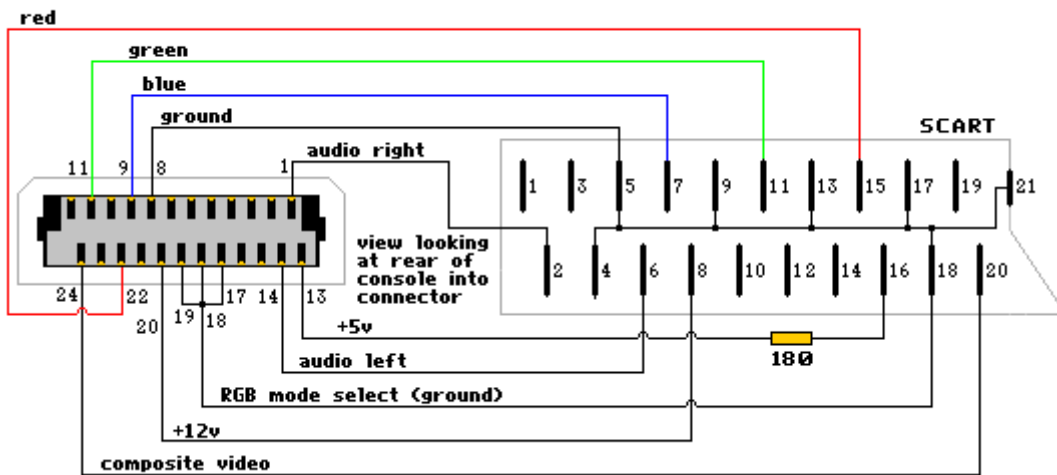 red
green
blue
ground
SCART
audio right
11 9 8 1
1 3 5 7 9 11 13 15 17 19 21
view looking
at rear of
console into
connector
2 4 6 8 10 12 14 16 18 20
24 22 20 19 18 17 14 13
+5v
180
audio left
RGB mode select (ground)
+12v
composite video